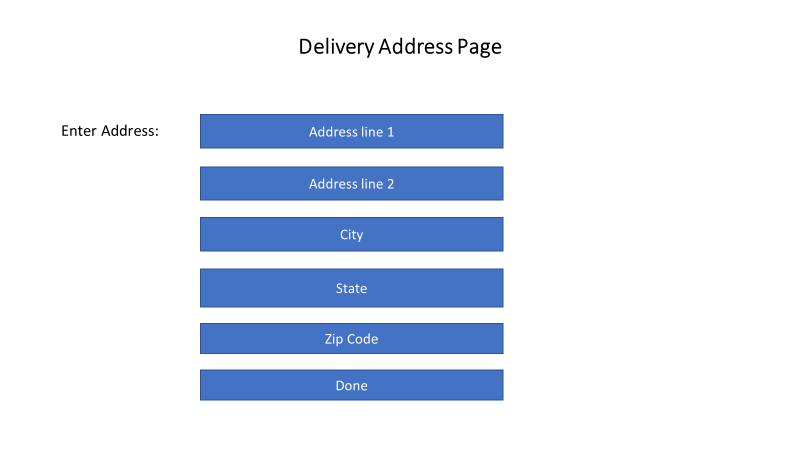 Delivery Address Page
Enter Address:
Address line 1
Address line 2
City
State
Zip Code
Done